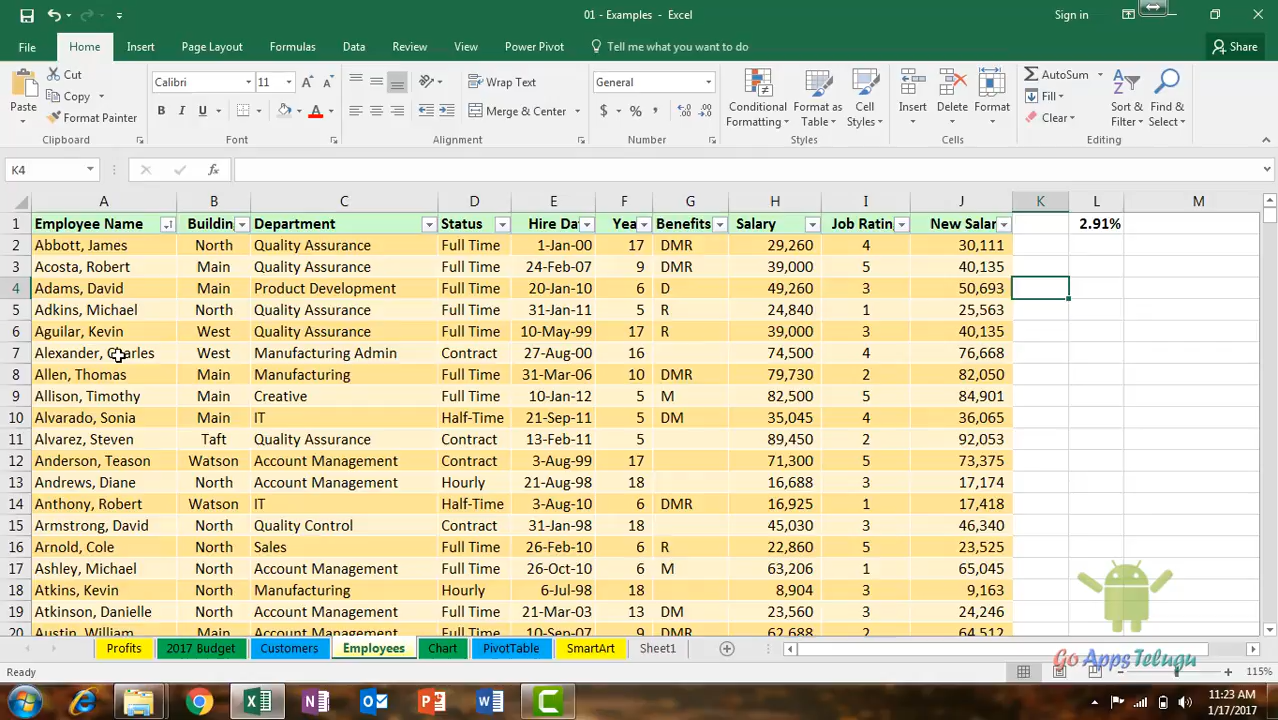 01 - Examples - Excel
Sign in
File Home Insert Page Layout Formulas Data Review View Power Pivot Tell me what you want to do Share
Paste
Cut
Copy
Format Painter
Clipboard
Calibri 11
B I U A
Font
Wrap Text
Merge & Center
Alignment
General
$ % ,
Number
Conditional Formatting
Format as Table
Cell Styles
Styles
Insert Delete Format
Cells
AutoSum
Fill
Clear
Sort & Filter
Find & Select
Editing
K4 fx
A B C D E F G H I J K L M
1 Employee Name Buildin Department Status Hire Da Yea Benefits Salary Job Ratin New Salar 2.91%
2 Abbott, James North Quality Assurance Full Time 1-Jan-00 17 DMR 29,260 4 30,111
3 Acosta, Robert Main Quality Assurance Full Time 24-Feb-07 9 DMR 39,000 5 40,135
4 Adams, David Main Product Development Full Time 20-Jan-10 6 D 49,260 3 50,693
5 Adkins, Michael North Quality Assurance Full Time 31-Jan-11 5 R 24,840 1 25,563
6 Aguilar, Kevin West Quality Assurance Full Time 10-May-99 17 R 39,000 3 40,135
7 Alexander, Charles West Manufacturing Admin Contract 27-Aug-00 16 74,500 4 76,668
8 Allen, Thomas Main Manufacturing Full Time 31-Mar-06 10 DMR 79,730 2 82,050
9 Allison, Timothy Main Creative Full Time 10-Jan-12 5 M 82,500 5 84,901
10 Alvarado, Sonia Main IT Half-Time 21-Sep-11 5 DM 35,045 4 36,065
11 Alvarez, Steven Taft Quality Assurance Contract 13-Feb-11 5 89,450 2 92,053
12 Anderson, Teason Watson Account Management Contract 3-Aug-99 17 71,300 5 73,375
13 Andrews, Diane North Account Management Hourly 21-Aug-98 18 16,688 3 17,174
14 Anthony, Robert Watson IT Half-Time 3-Aug-10 6 DMR 16,925 1 17,418
15 Armstrong, David North Quality Control Contract 31-Jan-98 18 45,030 3 46,340
16 Arnold, Cole North Sales Full Time 26-Feb-10 6 R 22,860 5 23,525
17 Ashley, Michael North Account Management Full Time 26-Oct-10 6 M 63,206 1 65,045
18 Atkins, Kevin North Manufacturing Hourly 6-Jul-98 18 8,904 3 9,163
19 Atkinson, Danielle North Account Management Full Time 21-Mar-03 13 DM 23,560 3 24,246
20 Austin, William Main Account Management Full Time 9 DMR 62,688 2 64,512
Profits 2017 Budget Customers Employees Chart PivotTable SmartArt Sheet1
Go Apps Telugu
Ready 115%
11:23 AM
1/17/2017